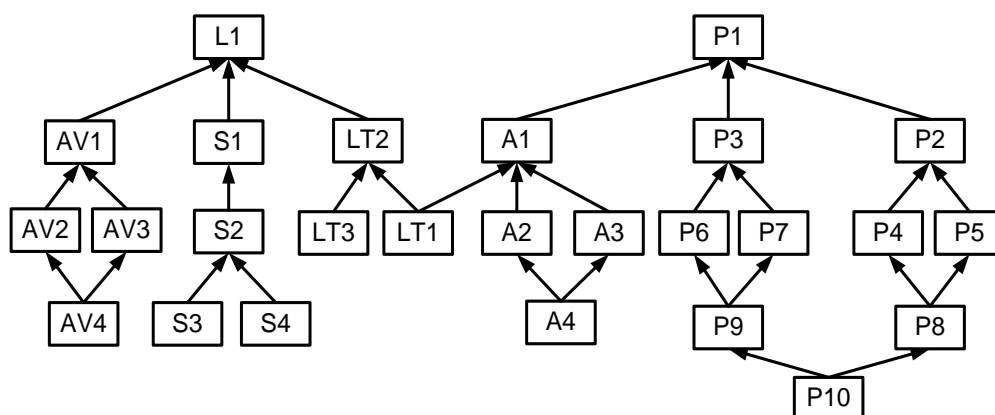 L1 P1
AV1 S1 LT2 A1 P3 P2
AV2 AV3 S2 LT3 LT1 A2 A3 P6 P7 P4 P5
AV4 S3 S4 A4 P9 P8
P10